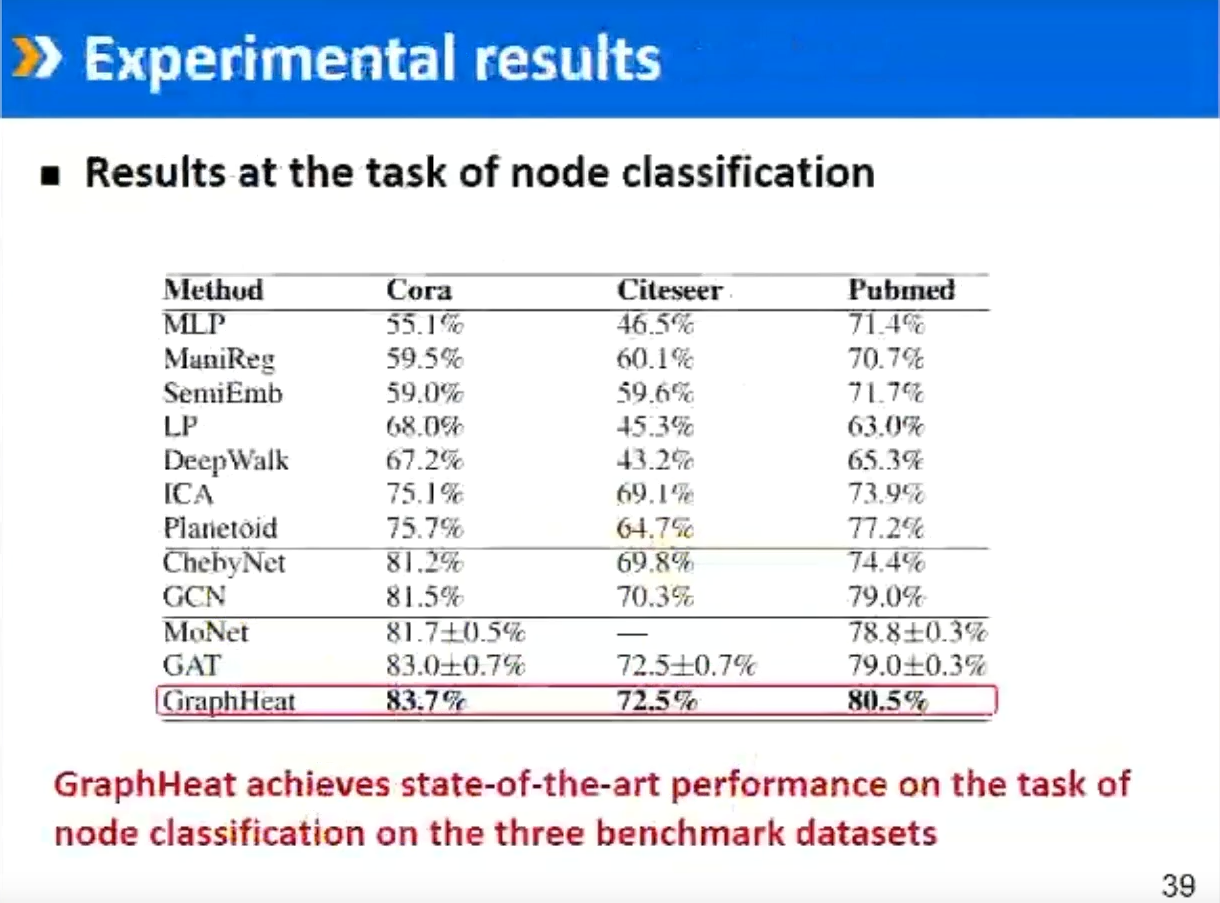 Experimental results
Results at the task of node classification
Method Cora Citeseer Pubmed
MLP 55.1% 46.5% 71.4%
ManiReg 59.5% 60.1% 70.7%
SemiEmb 59.0% 59.6% 71.7%
LP 68.0% 45.3% 63.0%
DeepWalk 67.2% 43.2% 65.3%
ICA 75.1% 69.1% 73.9%
Planetoid 75.7% 64.7% 77.2%
ChebyNet 81.2% 69.8% 74.4%
GCN 81.5% 70.3% 79.0%
MoNet 81.7±0.5% — 78.8±0.3%
GAT 83.0±0.7% 72.5±0.7% 79.0±0.3%
GraphHeat 83.7% 72.5% 80.5%
GraphHeat achieves state-of-the-art performance on the task of
node classification on the three benchmark datasets
39